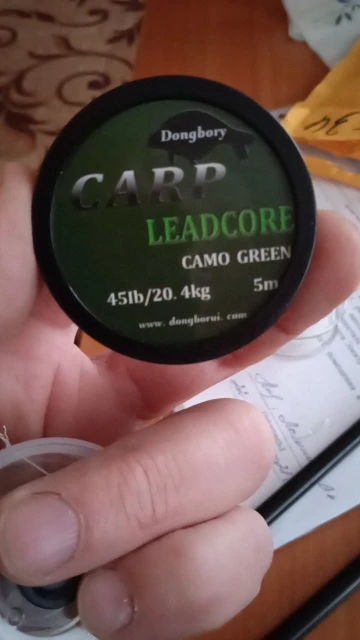 Dongbory
CARP
LEADCORE
CAMO GREEN
45lb/20.4kg 5m
www.dongborui.com